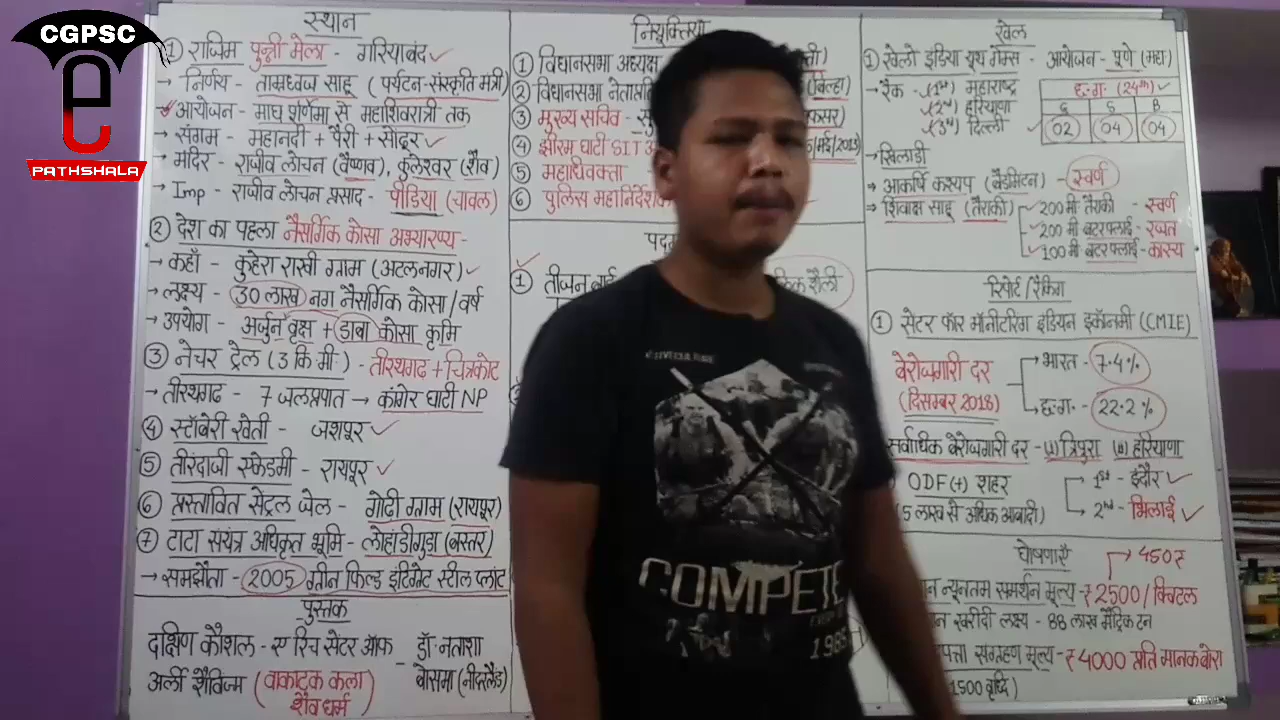 CGPSC
e
PATHSHALA
स्थान
① राजिम पुन्नी मेला - गरियाबंद
→ निर्णय - ताम्रध्वज साहू (पर्यटन-संस्कृति मंत्री)
आयोजन - माघ पूर्णिमा से महाशिवरात्री तक
→ संगम - महानदी + पैरी + सोंढूर
→ मंदिर - राजीव लोचन (वैष्णव), कुलेश्वर (शैव)
→ Imp - राजीव लोचन प्रसाद - पीडिया (चावल)
② देश का पहला नैसर्गिक कोसा अभ्यारण्य -
→ कहाँ - कुहेरा राखी ग्राम (अटलनगर)
→ लक्ष्य - 30 लाख नग नैसर्गिक कोसा/वर्ष
→ उपयोग - अर्जुन वृक्ष + डाबा कोसा कृमि
③ नेचर ट्रेल (3 कि.मी) - तीरथगढ + चित्रकोट
→ तीरथगढ - 7 जलप्रपात → कांगेर घाटी NP
④ स्ट्रॉबेरी खेती - जशपूर
⑤ तीरंदाजी एकेडमी - रायपूर
⑥ प्रस्तावित सेंट्रल जेल - गोढी ग्राम (रायपूर)
⑦ टाटा संयंत्र अधिकृत भूमि - लोहांडीगुडा (बस्तर)
→ समझौता - 2005 ग्रीन फिल्ड इंटिग्रेट स्टील प्लांट
पुस्तक
दक्षिण कौशल - ए रिच सेंटर ऑफ
अर्ली शैविज्म (वाकाटक कला शैव धर्म) - डॉ. नताशा बोसमा (नीदरलैंड)
नियुक्तियां
① विधानसभा अध्यक्ष
② विधानसभा
③ मुख्य सचिव -
④ झीरम घाटी SIT /मई/2013)
⑤ महाधिवक्ता
⑥ पुलिस
① तीजन शैली
खेल
① खेलो इंडिया यूथ गेम्स - आयोजन - पूणे (महा)
→ रैंक - (1st) महाराष्ट्र
(2nd) हरियाणा
(3rd) दिल्ली
छ.ग. (24th)
G S B
02 04 04
→ खिलाडी
→ आकर्षि कश्यप (बैडमिंटन) - स्वर्ण
→ शिवांक्ष साहू (तैराकी) → 200 मी तैराकी - स्वर्ण
→ 200 मी बटरफ्लाई - रजत
→ 100 मी बटरफ्लाई - कांस्य
रिपोर्ट/रैंकिंग
① सेंटर फॉर मॉनीटरिंग इंडियन इकॉनमी (CMIE)
बेरोजगारी दर (दिसम्बर 2018)
→ भारत - 7.4%
→ छ.ग. - 22.2%
सर्वाधिक बेरोजगारी दर - (i) त्रिपुरा (ii) हरियाणा
ODF(+) शहर
(5 लाख से अधिक आबादी)
→ 1st - इंदौर
→ 2nd - भिलाई
घोषणाएँ
→ 450₹
न्यूनतम समर्थन मूल्य - ₹2500/क्विंटल
खरीदी लक्ष्य - 88 लाख मैट्रिक टन
संग्रहण मूल्य - ₹4000 प्रति मानक बोरा
1500 वृद्धि)
COMPETE
1985